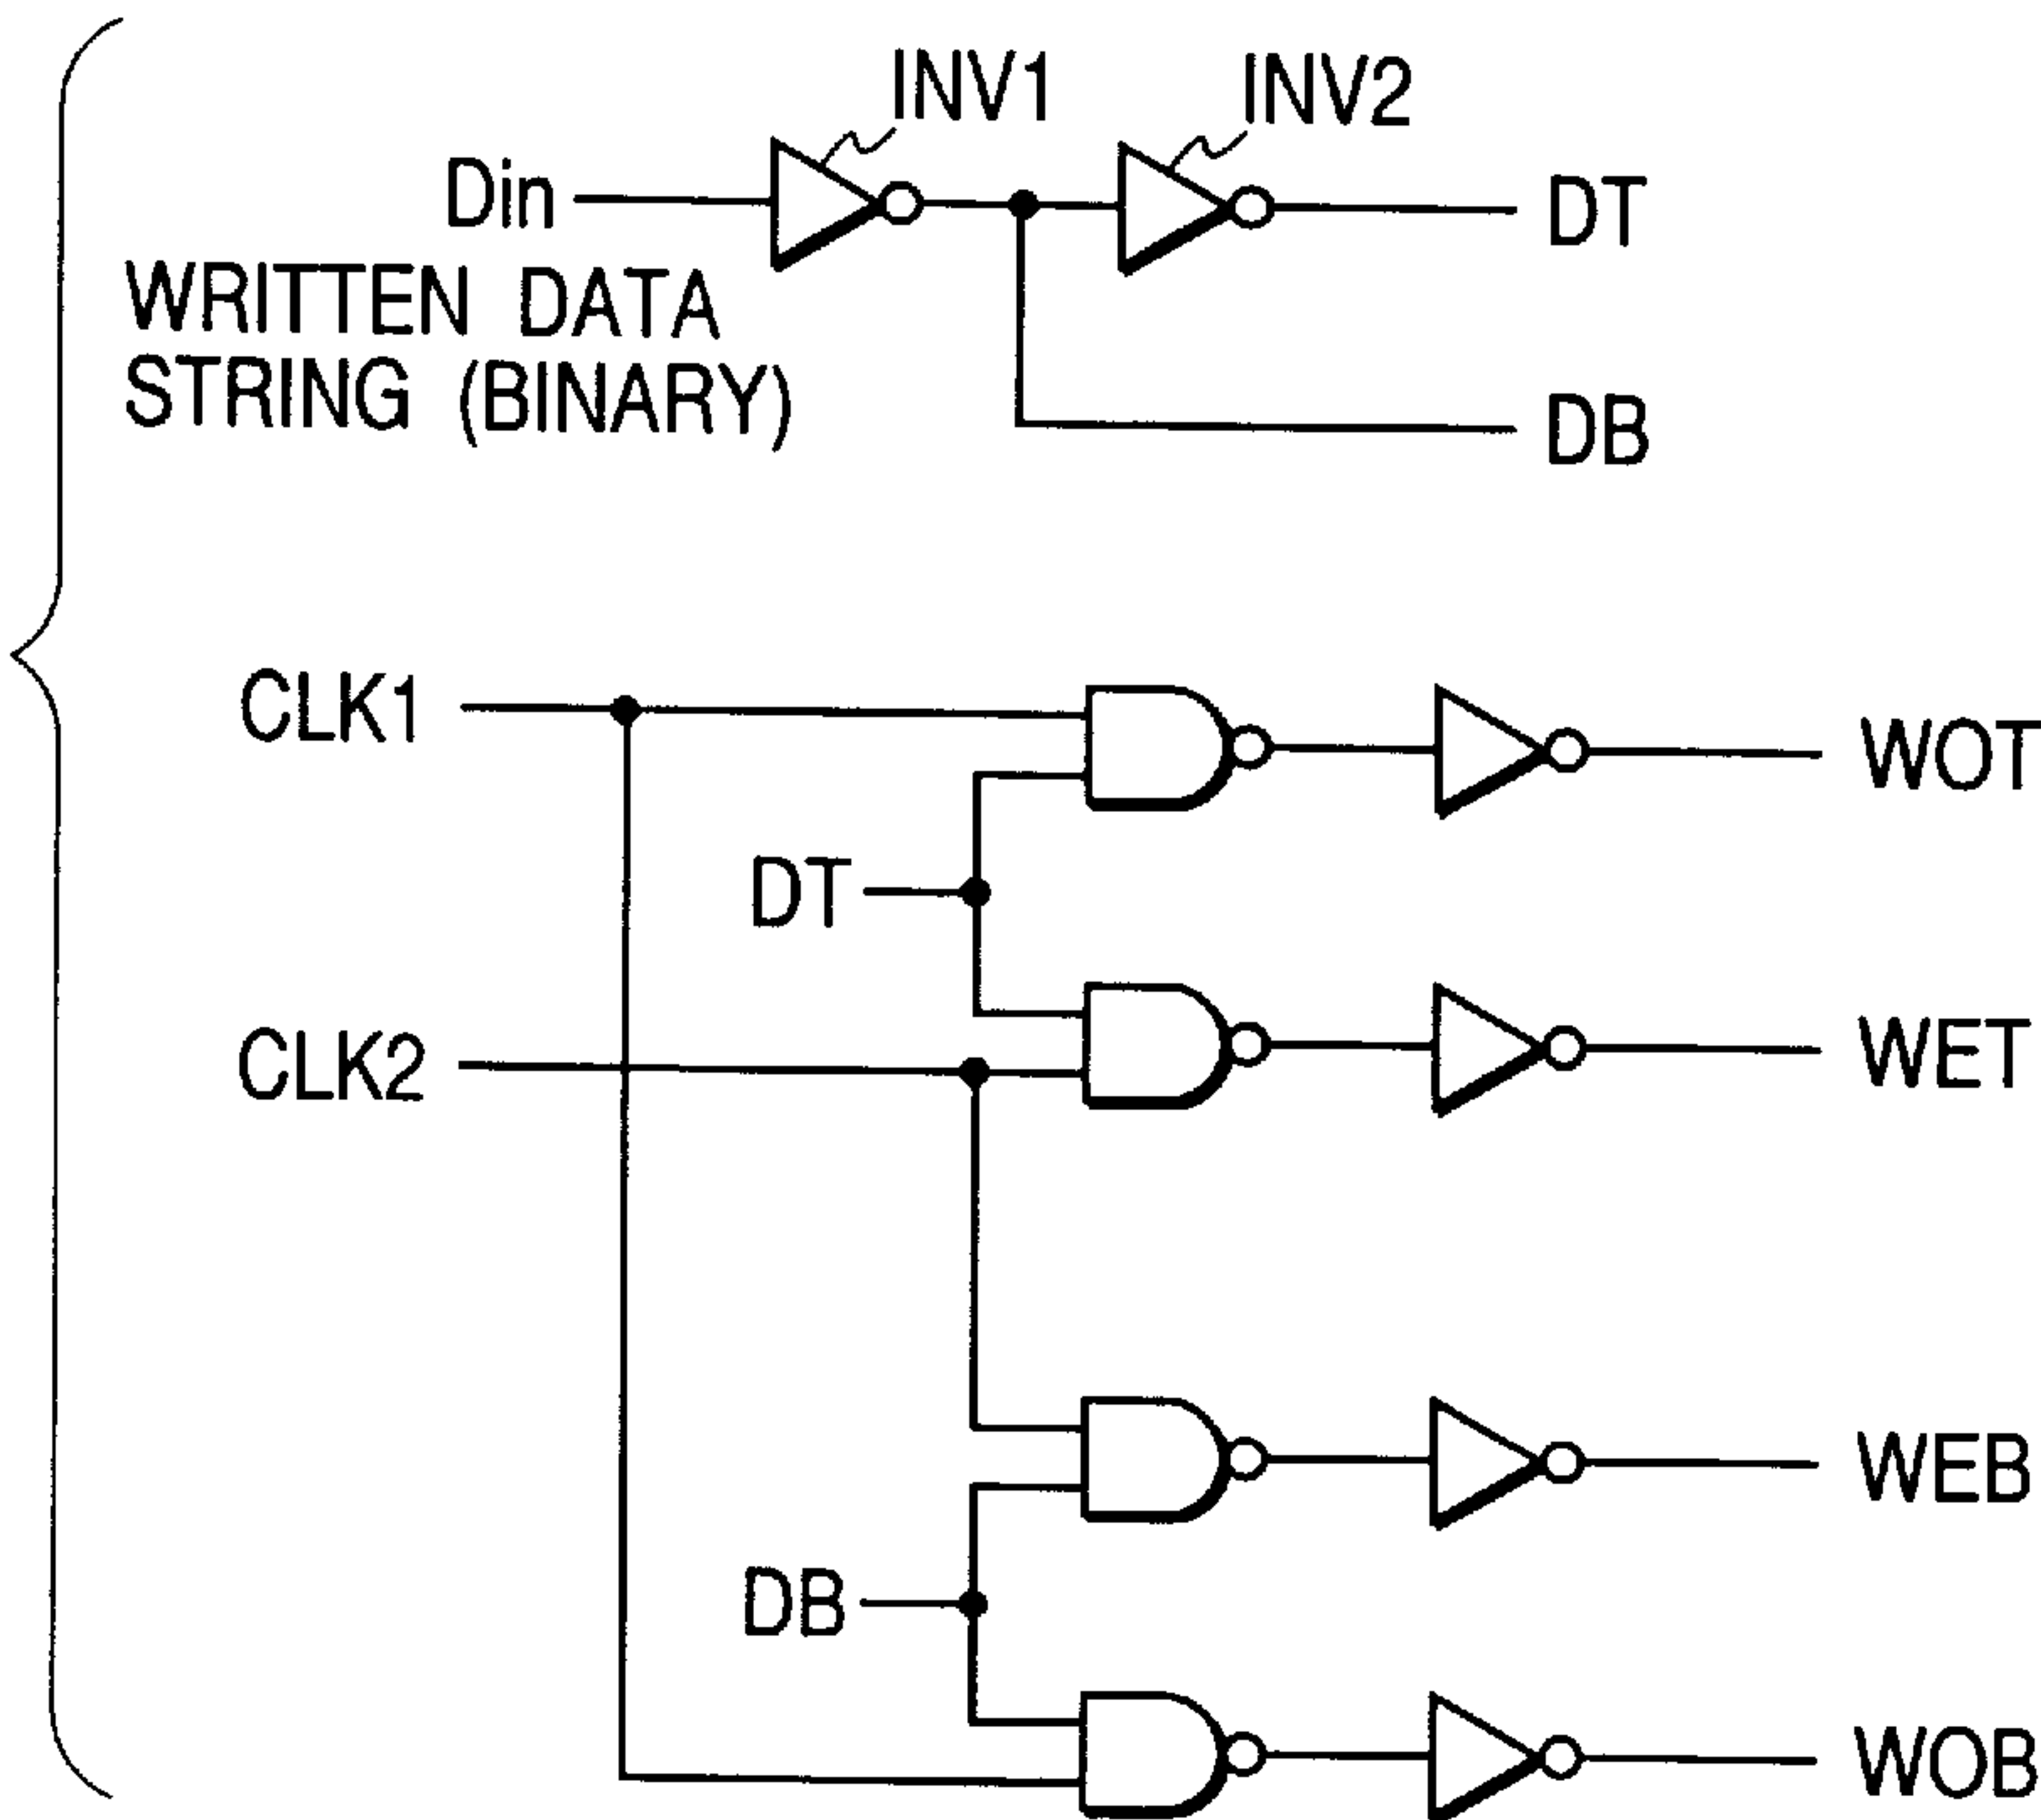 INV1
INV2
Din
DT
WRITTEN DATA
STRING (BINARY)
DB
CLK1
WOT
DT
CLK2
WET
WEB
DB
WOB